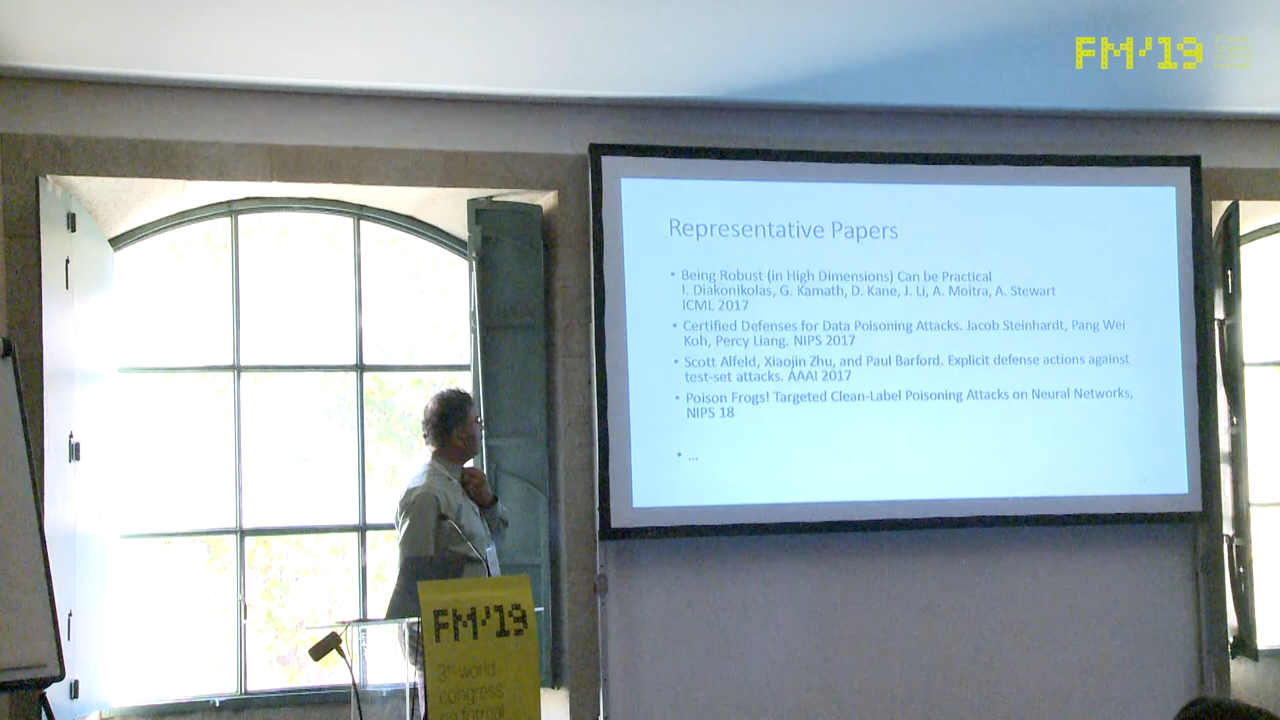 FM'19
Representative Papers
• Being Robust (in High Dimensions) Can be Practical
I. Diakonikolas, G. Kamath, D. Kane, J. Li, A. Moitra, A. Stewart
ICML 2017
• Certified Defenses for Data Poisoning Attacks. Jacob Steinhardt, Pang Wei
Koh, Percy Liang. NIPS 2017
• Scott Alfeld, Xiaojin Zhu, and Paul Barford. Explicit defense actions against
test-set attacks. AAAI 2017
• Poison Frogs! Targeted Clean-Label Poisoning Attacks on Neural Networks,
NIPS 18
• ...
FM'19
world
congress